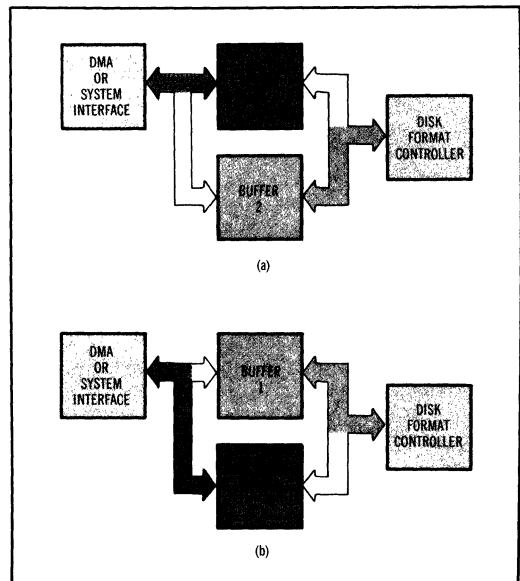 DMA
OR
SYSTEM
INTERFACE
BUFFER
2
DISK
FORMAT
CONTROLLER
(a)
DMA
OR
SYSTEM
INTERFACE
BUFFER
1
DISK
FORMAT
CONTROLLER
(b)